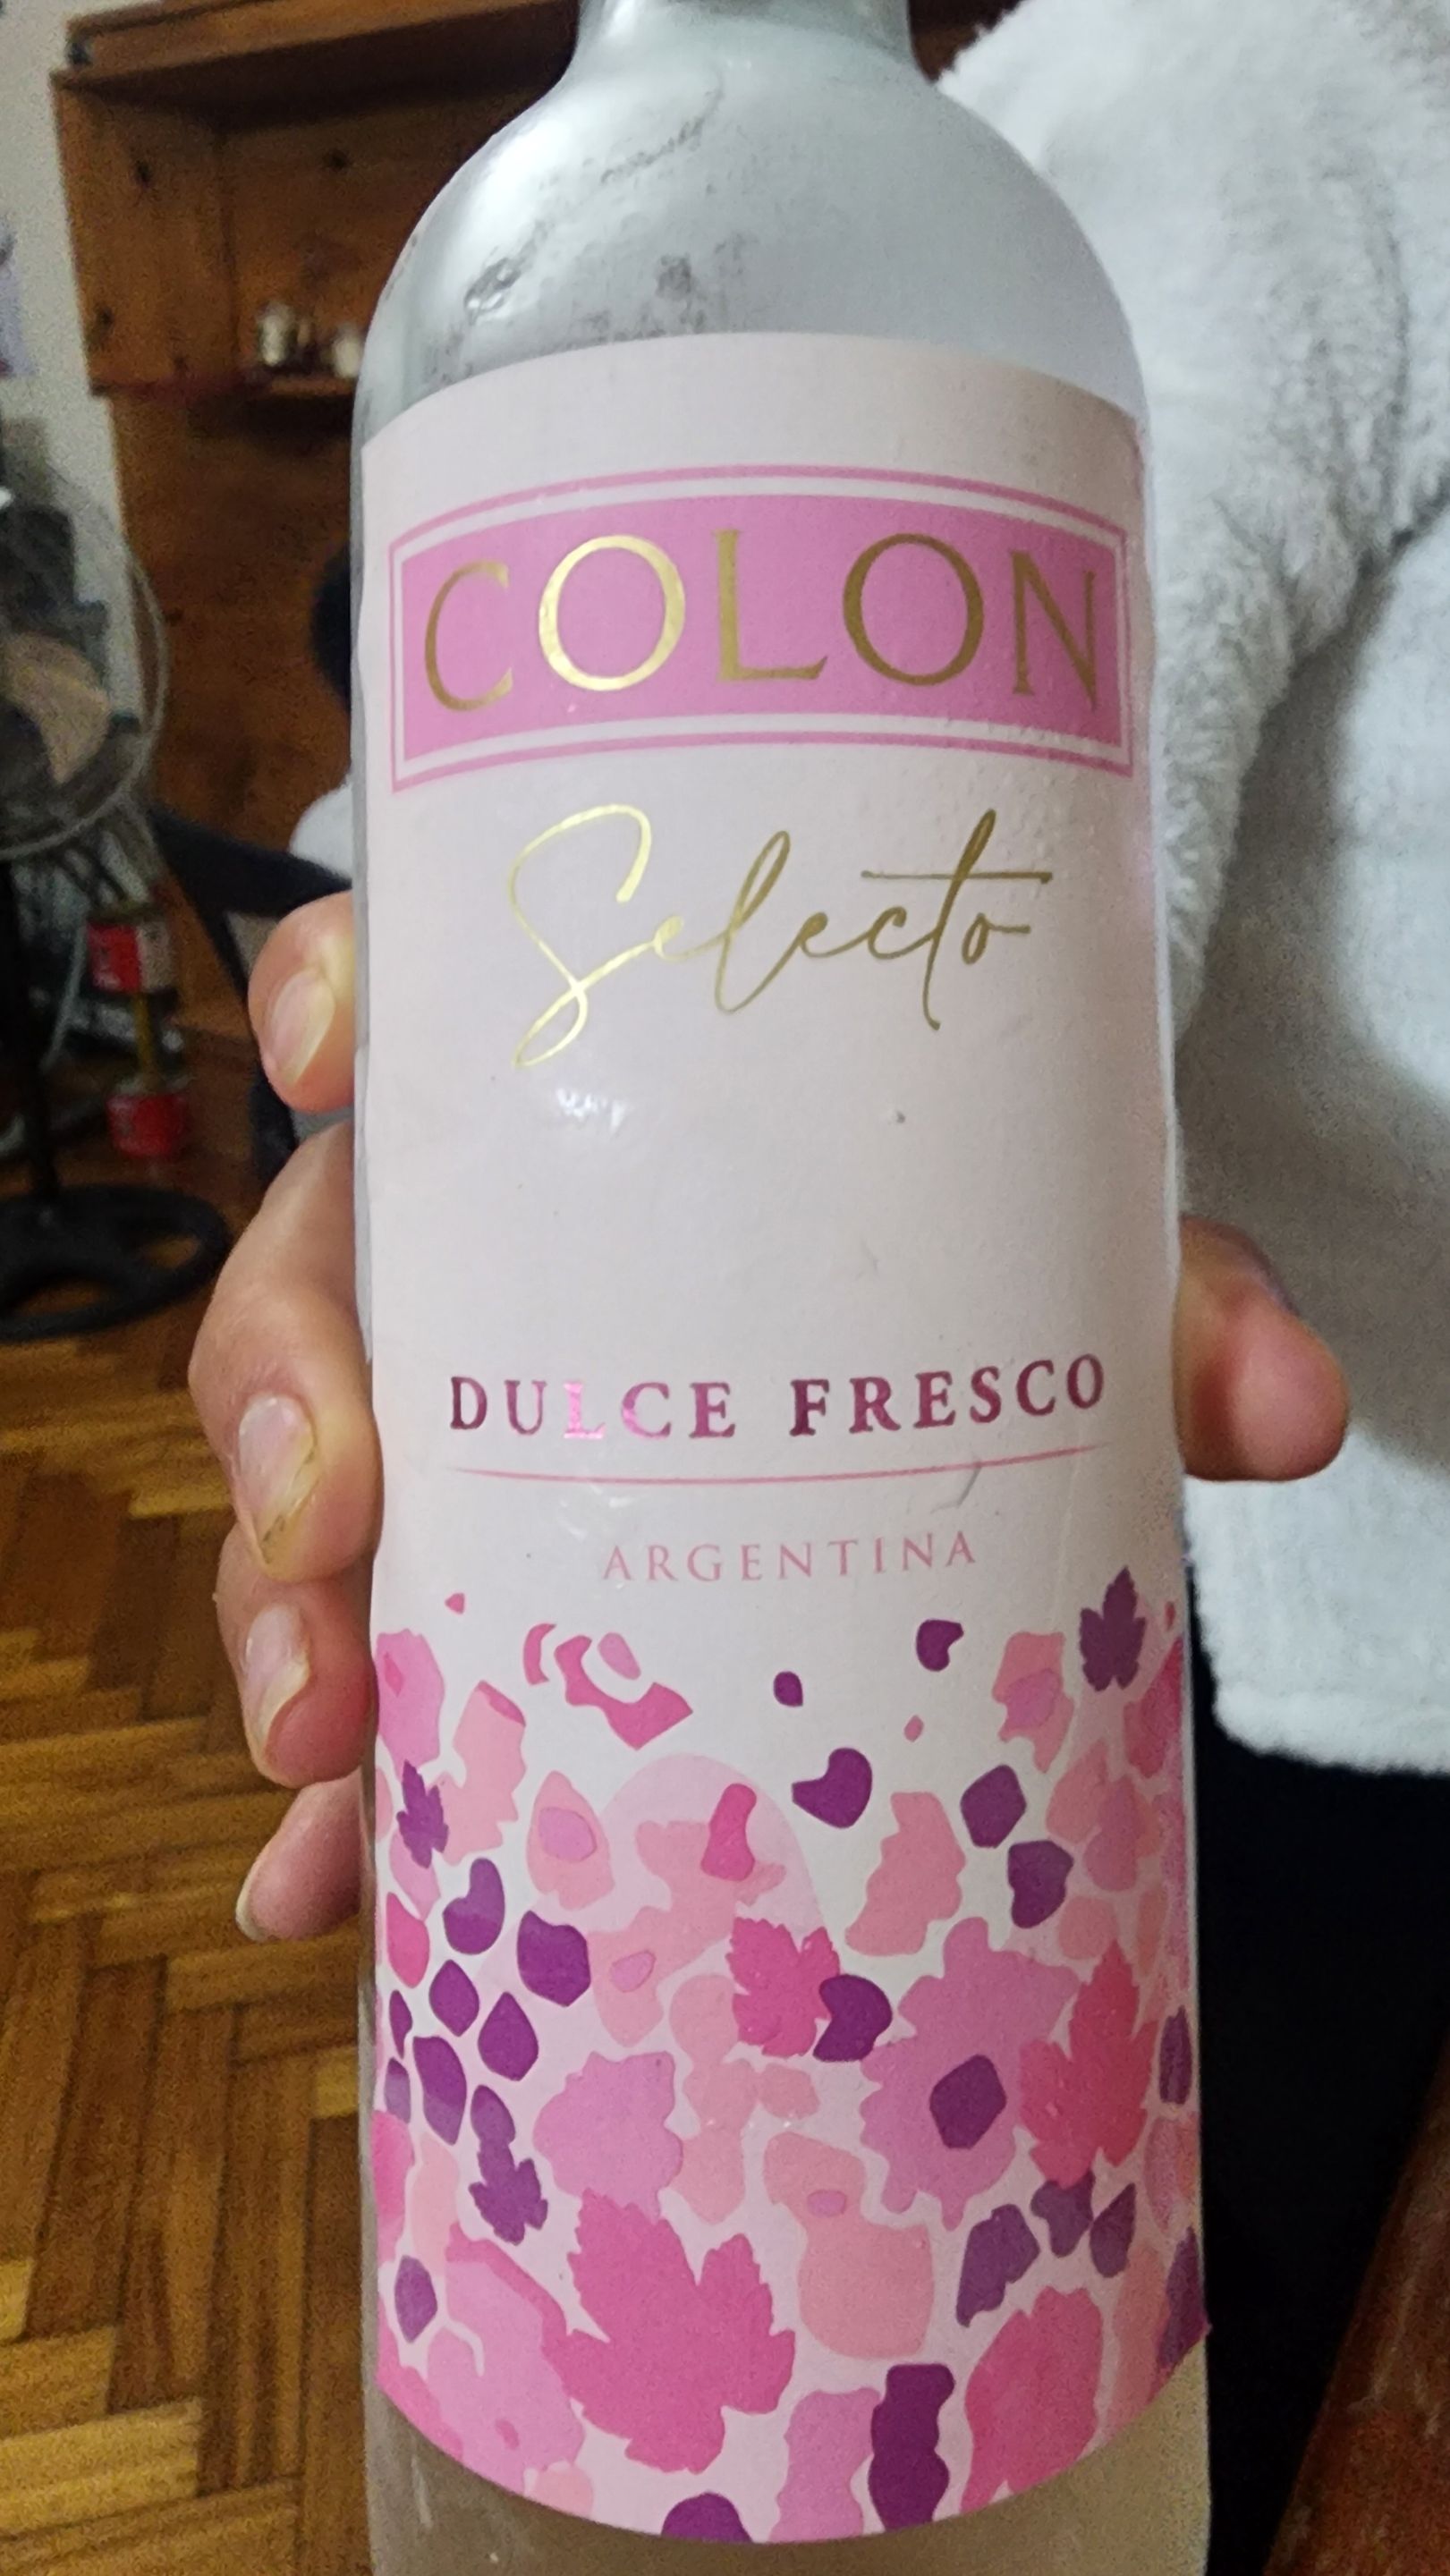 COLON
Selecto
DULCE FRESCO
ARGENTINA